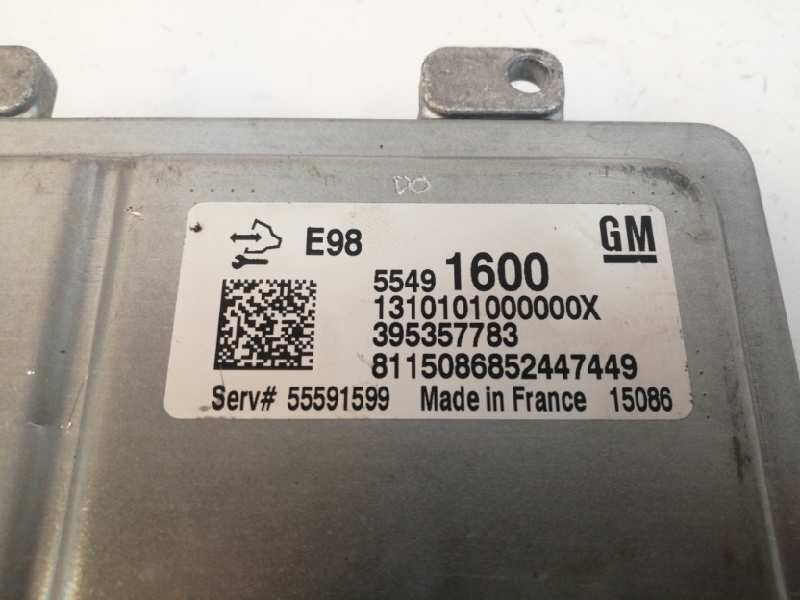 DO
E98
GM
5549 1600
1310101000000X
395357783
8115086852447449
Serv# 55591599 Made in France 15086